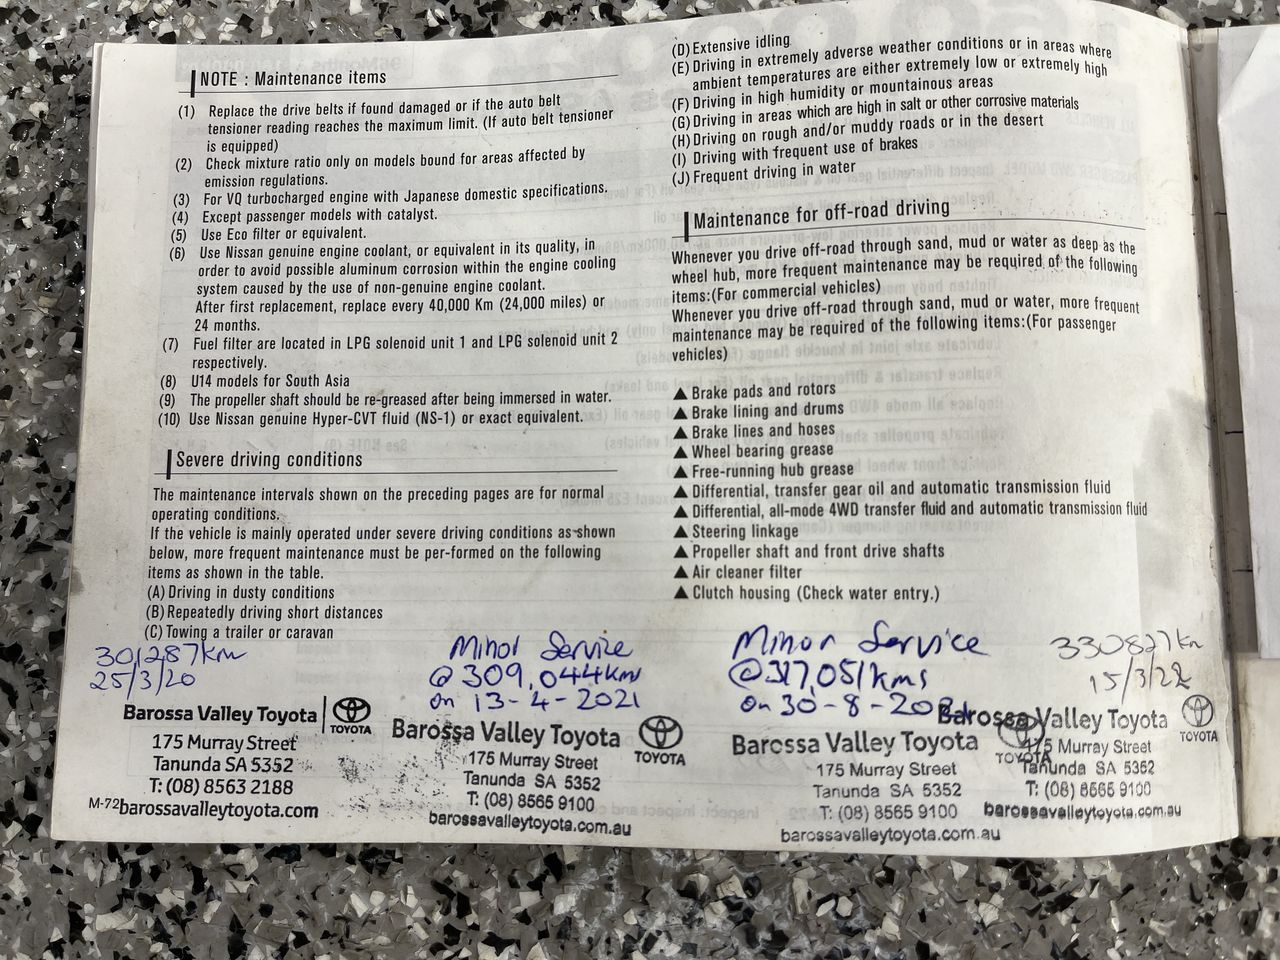 NOTE : Maintenance items
(1) Replace the drive belts if found damaged or if the auto belt
tensioner reading reaches the maximum limit. (If auto belt tensioner
is equipped)
(2) Check mixture ratio only on models bound for areas affected by
emission regulations.
(3) For VQ turbocharged engine with Japanese domestic specifications.
(4) Except passenger models with catalyst.
(5) Use Eco filter or equivalent.
(6) Use Nissan genuine engine coolant, or equivalent in its quality, in
order to avoid possible aluminum corrosion within the engine cooling
system caused by the use of non-genuine engine coolant.
After first replacement, replace every 40,000 Km (24,000 miles) or
24 months.
(7) Fuel filter are located in LPG solenoid unit 1 and LPG solenoid unit 2
respectively.
(8) U14 models for South Asia
(9) The propeller shaft should be re-greased after being immersed in water.
(10) Use Nissan genuine Hyper-CVT fluid (NS-1) or exact equivalent.
Severe driving conditions
The maintenance intervals shown on the preceding pages are for normal
operating conditions.
If the vehicle is mainly operated under severe driving conditions as shown
below, more frequent maintenance must be per-formed on the following
items as shown in the table.
(A) Driving in dusty conditions
(B) Repeatedly driving short distances
(C) Towing a trailer or caravan
(D) Extensive idling
(E) Driving in extremely adverse weather conditions or in areas where
ambient temperatures are either extremely low or extremely high
(F) Driving in high humidity or mountainous areas
(G) Driving in areas which are high in salt or other corrosive materials
(H) Driving on rough and/or muddy roads or in the desert
(I) Driving with frequent use of brakes
(J) Frequent driving in water
Maintenance for off-road driving
Whenever you drive off-road through sand, mud or water as deep as the
wheel hub, more frequent maintenance may be required of the following
items:(For commercial vehicles)
Whenever you drive off-road through sand, mud or water, more frequent
maintenance may be required of the following items:(For passenger
vehicles)
▲ Brake pads and rotors
▲ Brake lining and drums
▲ Brake lines and hoses
▲ Wheel bearing grease
▲ Free-running hub grease
▲ Differential, transfer gear oil and automatic transmission fluid
▲ Differential, all-mode 4WD transfer fluid and automatic transmission fluid
▲ Steering linkage
▲ Propeller shaft and front drive shafts
▲ Air cleaner filter
▲ Clutch housing (Check water entry.)
301287km
25/3/20
Barossa Valley Toyota
TOYOTA
175 Murray Street
Tanunda SA 5352
T: (08) 8563 2188
M-72
barossavalleytoyota.com
Minor Service
@ 309,044kms
on 13-4-2021
Barossa Valley Toyota
TOYOTA
175 Murray Street
Tanunda SA 5352
T: (08) 8565 9100
barossavalleytoyota.com.au
Minor Service
@317,051kms
on 30-8-
Barossa Valley Toyota
TOYOTA
175 Murray Street
Tanunda SA 5352
T: (08) 8565 9100
barossavalleytoyota.com.au
330827km
15/3/22
Barossa Valley Toyota
TOYOTA
175 Murray Street
Tanunda SA 5352
T: (08) 8565 9100
barossavalleytoyota.com.au